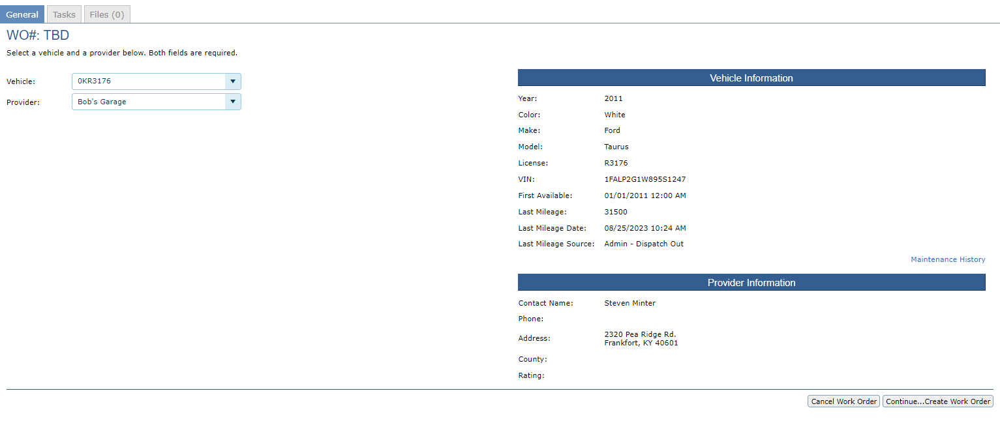 General Tasks Files (0)
WO#: TBD
Select a vehicle and a provider below. Both fields are required.
Vehicle: 0KR3176
Provider: Bob's Garage
Vehicle Information
Year: 2011
Color: White
Make: Ford
Model: Taurus
License: R3176
VIN: 1FALP2G1W895S1247
First Available: 01/01/2011 12:00 AM
Last Mileage: 31500
Last Mileage Date: 08/25/2023 10:24 AM
Last Mileage Source: Admin - Dispatch Out
Maintenance History
Provider Information
Contact Name: Steven Minter
Phone:
Address: 2320 Pea Ridge Rd.
Frankfort, KY 40601
County:
Rating:
Cancel Work Order Continue...Create Work Order